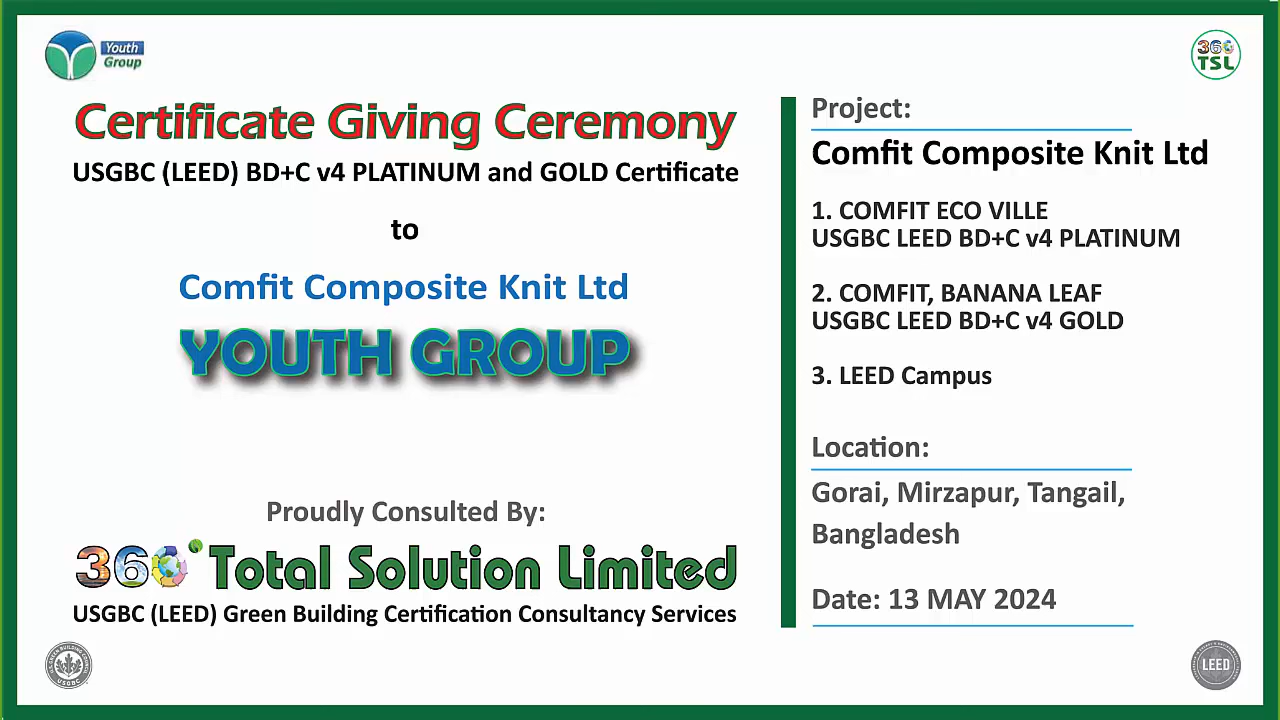 Youth
Group
360
TSL
Certificate Giving Ceremony
USGBC (LEED) BD+C v4 PLATINUM and GOLD Certificate
to
Comfit Composite Knit Ltd
YOUTH GROUP
Proudly Consulted By:
360° Total Solution Limited
USGBC (LEED) Green Building Certification Consultancy Services
Project:
Comfit Composite Knit Ltd
1. COMFIT ECO VILLE
USGBC LEED BD+C v4 PLATINUM
2. COMFIT, BANANA LEAF
USGBC LEED BD+C v4 GOLD
3. LEED Campus
Location:
Gorai, Mirzapur, Tangail,
Bangladesh
Date: 13 MAY 2024
U.S. GREEN BUILDING COUNCIL
USGBC
LEED